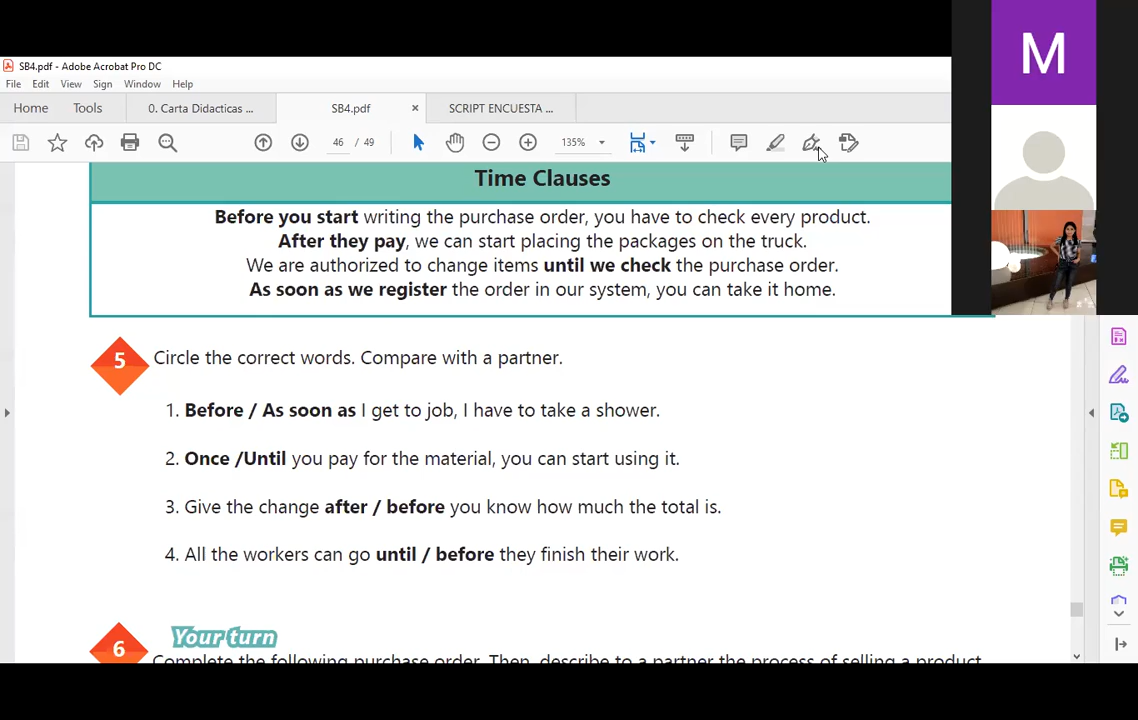 SB4.pdf - Adobe Acrobat Pro DC
File Edit View Sign Window Help
Home Tools 0. Carta Didacticas ... SB4.pdf × SCRIPT ENCUESTA ...
46 / 49 135%
M
Time Clauses
Before you start writing the purchase order, you have to check every product.
After they pay, we can start placing the packages on the truck.
We are authorized to change items until we check the purchase order.
As soon as we register the order in our system, you can take it home.
5 Circle the correct words. Compare with a partner.
1. Before / As soon as I get to job, I have to take a shower.
2. Once /Until you pay for the material, you can start using it.
3. Give the change after / before you know how much the total is.
4. All the workers can go until / before they finish their work.
6 Your turn
Complete the following purchase order. Then, describe to a partner the process of selling a product